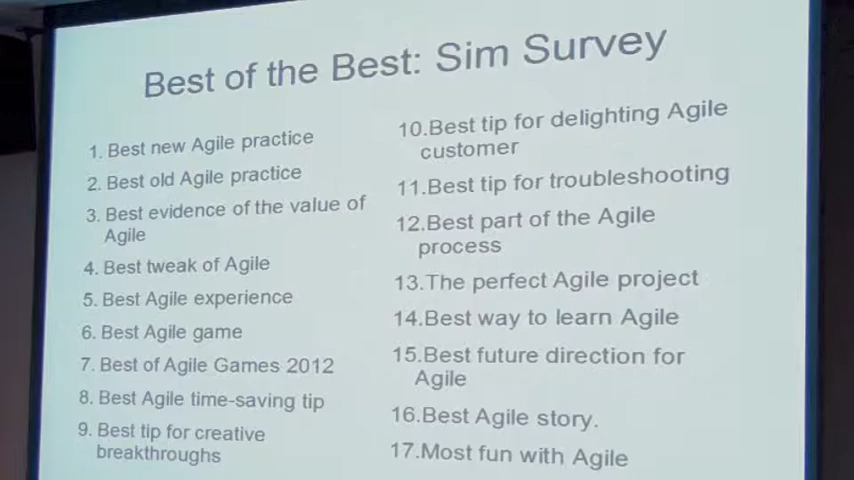 Best of the Best: Sim Survey
1. Best new Agile practice
2. Best old Agile practice
3. Best evidence of the value of
Agile
4. Best tweak of Agile
5. Best Agile experience
6. Best Agile game
7. Best of Agile Games 2012
8. Best Agile time-saving tip
9. Best tip for creative
breakthroughs
10.Best tip for delighting Agile
customer
11.Best tip for troubleshooting
12.Best part of the Agile
process
13.The perfect Agile project
14.Best way to learn Agile
15.Best future direction for
Agile
16.Best Agile story.
17.Most fun with Agile